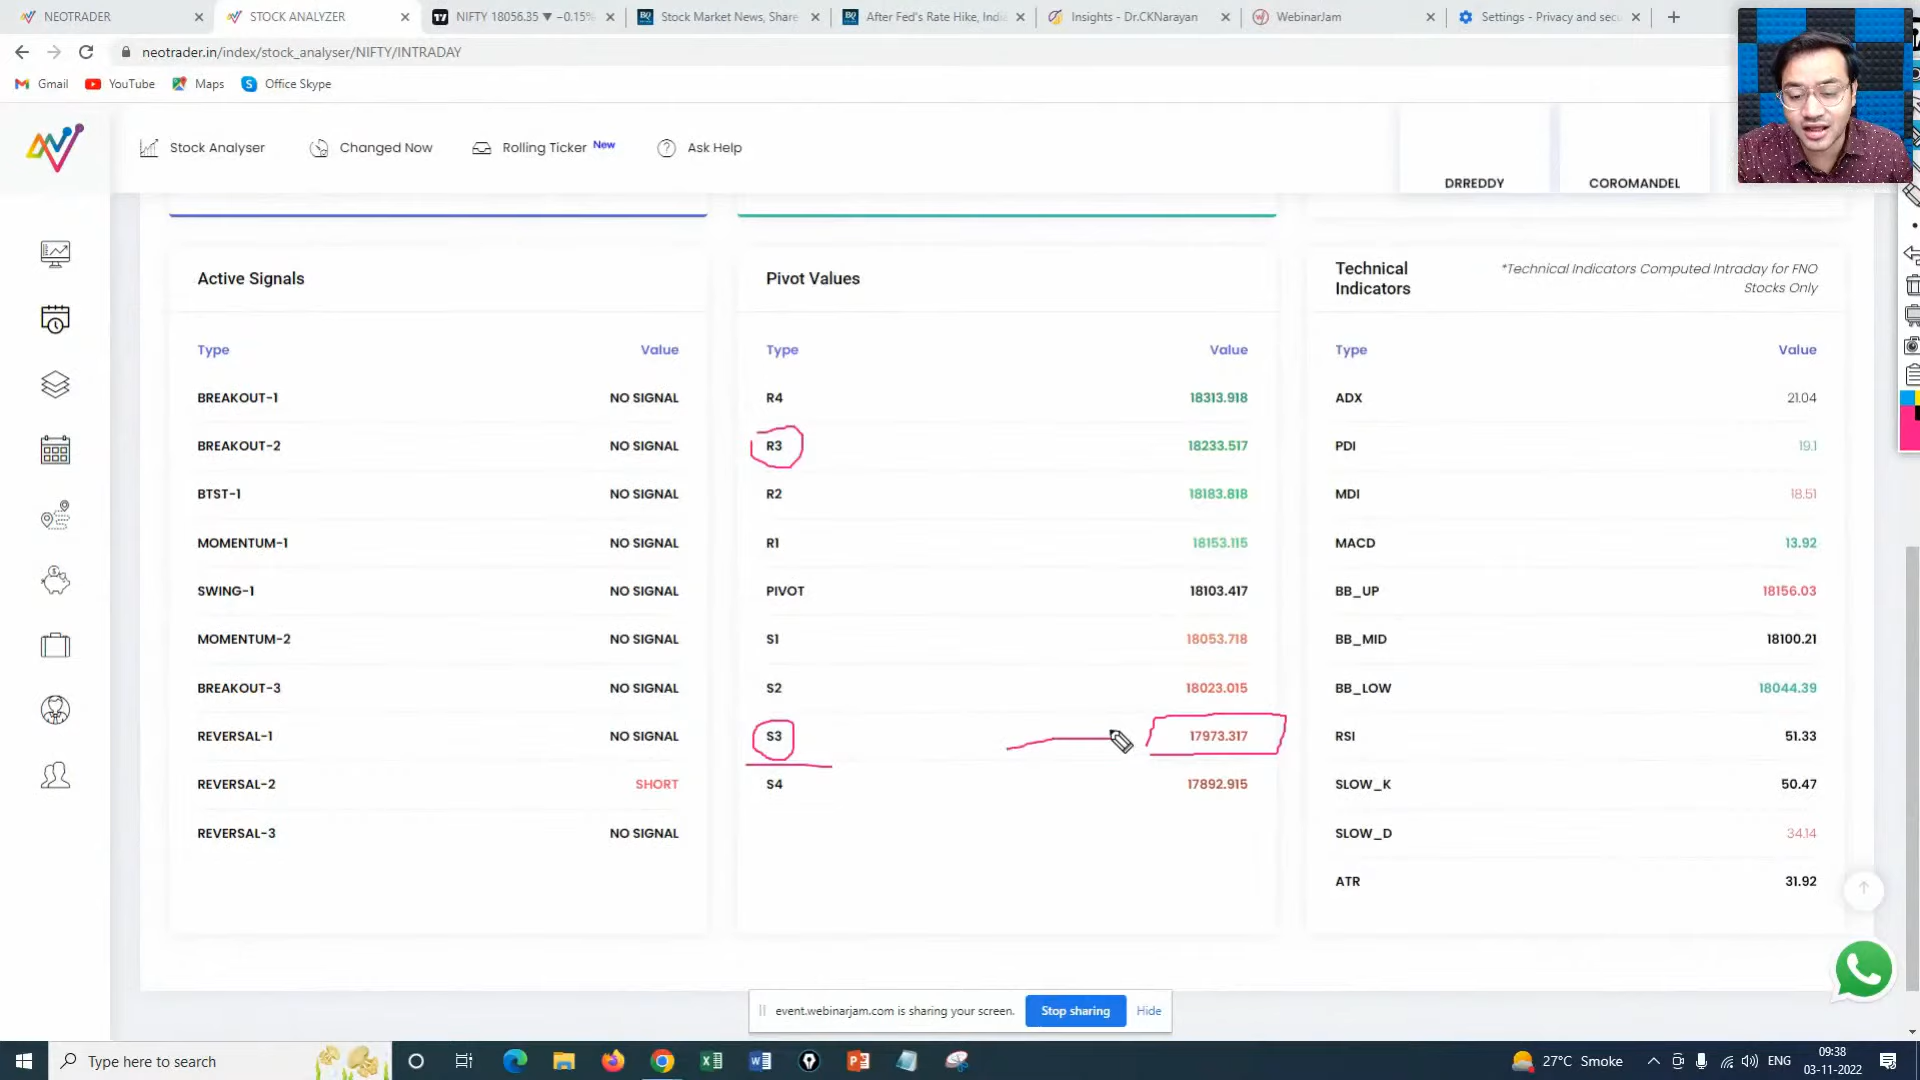 NEOTRADER
STOCK ANALYZER
NIFTY 18056.35 ▼ −0.15%
Stock Market News, Share
After Fed's Rate Hike, Indi
Insights - Dr.CKNarayan
WebinarJam
Settings - Privacy and secu
neotrader.in/index/stock_analyser/NIFTY/INTRADAY
Gmail
YouTube
Maps
Office Skype
Stock Analyser
Changed Now
Rolling Ticker New
Ask Help
DRREDDY
COROMANDEL
Active Signals
Type Value
BREAKOUT-1 NO SIGNAL
BREAKOUT-2 NO SIGNAL
BTST-1 NO SIGNAL
MOMENTUM-1 NO SIGNAL
SWING-1 NO SIGNAL
MOMENTUM-2 NO SIGNAL
BREAKOUT-3 NO SIGNAL
REVERSAL-1 NO SIGNAL
REVERSAL-2 SHORT
REVERSAL-3 NO SIGNAL
Pivot Values
Type Value
R4 18313.918
R3 18233.517
R2 18183.818
R1 18153.115
PIVOT 18103.417
S1 18053.718
S2 18023.015
S3 17973.317
S4 17892.915
Technical
Indicators
*Technical Indicators Computed Intraday for FNO
Stocks Only
Type Value
ADX 21.04
PDI 19.1
MDI 18.51
MACD 13.92
BB_UP 18156.03
BB_MID 18100.21
BB_LOW 18044.39
RSI 51.33
SLOW_K 50.47
SLOW_D 34.14
ATR 31.92
event.webinarjam.com is sharing your screen.
Stop sharing
Hide
Type here to search
27°C Smoke
ENG
09:38
03-11-2022